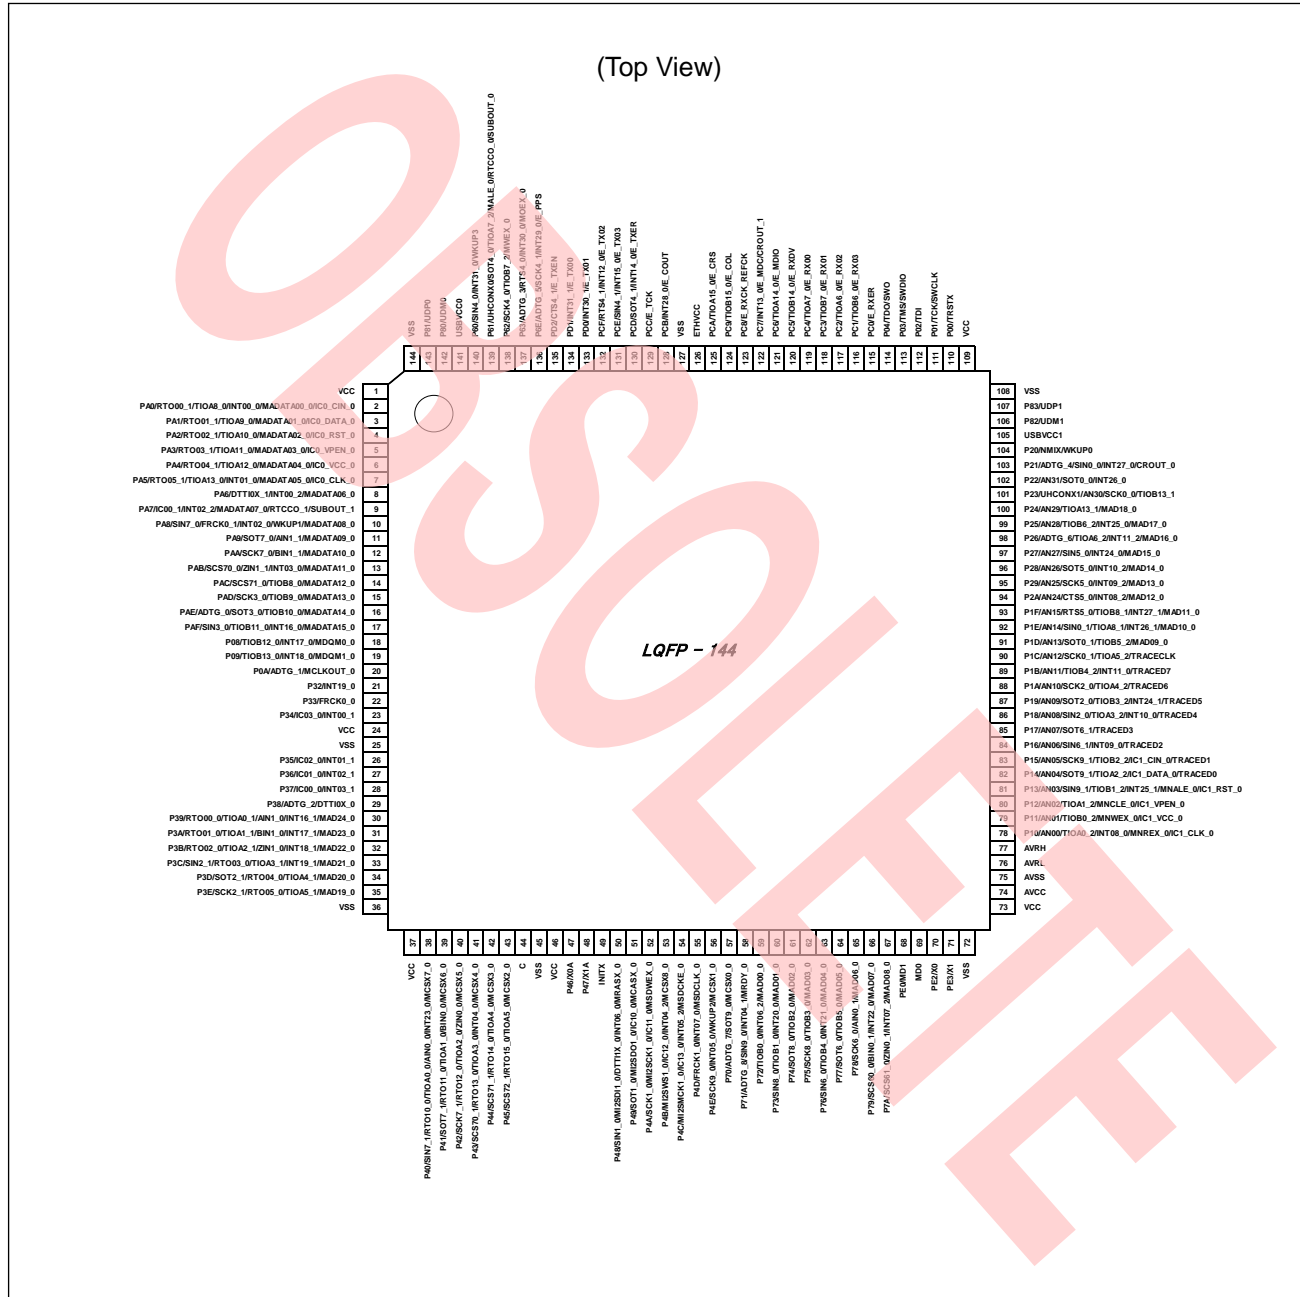 (Top View)
VSS
P81/UDP0
P80/UDM0
USBVCC0
P60/SIN4_0/INT31_0/WKUP3
P61/UHCONX0/SOT4_0/TIOA7_2/MALE_0/RTCCO_0/SUBOUT_0
P62/SCK4_0/TIOB7_2/MWEX_0
P63/ADTG_3/RTS4_0/INT30_0/MOEX_0
P6E/ADTG_5/SCK4_1/INT29_0/E_PPS
PD2/CTS4_1/E_TXEN
PD1/INT31_1/E_TX00
PD0/INT30_1/E_TX01
PCF/RTS4_1/INT12_0/E_TX02
PCE/SIN4_1/INT15_0/E_TX03
PCD/SOT4_1/INT14_0/E_TXER
PCC/E_TCK
PCB/INT28_0/E_COUT
VSS
ETHVCC
PCA/TIOA15_0/E_CRS
PC9/TIOB15_0/E_COL
PC8/E_RXCK_REFCK
PC7/INT13_0/E_MDC/CROUT_1
PC6/TIOA14_0/E_MDIO
PC5/TIOB14_0/E_RXDV
PC4/TIOA7_0/E_RX00
PC3/TIOB7_0/E_RX01
PC2/TIOA6_0/E_RX02
PC1/TIOB6_0/E_RX03
PC0/E_RXER
P04/TDO/SWO
P03/TMS/SWDIO
P02/TDI
P01/TCK/SWCLK
P00/TRSTX
VCC
144 143 142 141 140 139 138 137 136 135 134 133 132 131 130 129 128 127 126 125 124 123 122 121 120 119 118 117 116 115 114 113 112 111 110 109
VCC 1
PA0/RTO00_1/TIOA8_0/INT00_0/MADATA00_0/IC0_CIN_0 2
PA1/RTO01_1/TIOA9_0/MADATA01_0/IC0_DATA_0 3
PA2/RTO02_1/TIOA10_0/MADATA02_0/IC0_RST_0 4
PA3/RTO03_1/TIOA11_0/MADATA03_0/IC0_VPEN_0 5
PA4/RTO04_1/TIOA12_0/MADATA04_0/IC0_VCC_0 6
PA5/RTO05_1/TIOA13_0/INT01_0/MADATA05_0/IC0_CLK_0 7
PA6/DTTI0X_1/INT00_2/MADATA06_0 8
PA7/IC00_1/INT02_2/MADATA07_0/RTCCO_1/SUBOUT_1 9
PA8/SIN7_0/FRCK0_1/INT02_0/WKUP1/MADATA08_0 10
PA9/SOT7_0/AIN1_1/MADATA09_0 11
PAA/SCK7_0/BIN1_1/MADATA10_0 12
PAB/SCS70_0/ZIN1_1/INT03_0/MADATA11_0 13
PAC/SCS71_0/TIOB8_0/MADATA12_0 14
PAD/SCK3_0/TIOB9_0/MADATA13_0 15
PAE/ADTG_0/SOT3_0/TIOB10_0/MADATA14_0 16
PAF/SIN3_0/TIOB11_0/INT16_0/MADATA15_0 17
P08/TIOB12_0/INT17_0/MDQM0_0 18
P09/TIOB13_0/INT18_0/MDQM1_0 19
P0A/ADTG_1/MCLKOUT_0 20
P32/INT19_0 21
P33/FRCK0_0 22
P34/IC03_0/INT00_1 23
VCC 24
VSS 25
P35/IC02_0/INT01_1 26
P36/IC01_0/INT02_1 27
P37/IC00_0/INT03_1 28
P38/ADTG_2/DTTI0X_0 29
P39/RTO00_0/TIOA0_1/AIN1_0/INT16_1/MAD24_0 30
P3A/RTO01_0/TIOA1_1/BIN1_0/INT17_1/MAD23_0 31
P3B/RTO02_0/TIOA2_1/ZIN1_0/INT18_1/MAD22_0 32
P3C/SIN2_1/RTO03_0/TIOA3_1/INT19_1/MAD21_0 33
P3D/SOT2_1/RTO04_0/TIOA4_1/MAD20_0 34
P3E/SCK2_1/RTO05_0/TIOA5_1/MAD19_0 35
VSS 36
LQFP - 144
108 VSS
107 P83/UDP1
106 P82/UDM1
105 USBVCC1
104 P20/NMIX/WKUP0
103 P21/ADTG_4/SIN0_0/INT27_0/CROUT_0
102 P22/AN31/SOT0_0/INT26_0
101 P23/UHCONX1/AN30/SCK0_0/TIOB13_1
100 P24/AN29/TIOA13_1/MAD18_0
99 P25/AN28/TIOB6_2/INT25_0/MAD17_0
98 P26/ADTG_6/TIOA6_2/INT11_2/MAD16_0
97 P27/AN27/SIN5_0/INT24_0/MAD15_0
96 P28/AN26/SOT5_0/INT10_2/MAD14_0
95 P29/AN25/SCK5_0/INT09_2/MAD13_0
94 P2A/AN24/CTS5_0/INT08_2/MAD12_0
93 P1F/AN15/RTS5_0/TIOB8_1/INT27_1/MAD11_0
92 P1E/AN14/SIN0_1/TIOA8_1/INT26_1/MAD10_0
91 P1D/AN13/SOT0_1/TIOB5_2/MAD09_0
90 P1C/AN12/SCK0_1/TIOA5_2/TRACECLK
89 P1B/AN11/TIOB4_2/INT11_0/TRACED7
88 P1A/AN10/SCK2_0/TIOA4_2/TRACED6
87 P19/AN09/SOT2_0/TIOB3_2/INT24_1/TRACED5
86 P18/AN08/SIN2_0/TIOA3_2/INT10_0/TRACED4
85 P17/AN07/SOT6_1/TRACED3
84 P16/AN06/SIN6_1/INT09_0/TRACED2
83 P15/AN05/SCK9_1/TIOB2_2/IC1_CIN_0/TRACED1
82 P14/AN04/SOT9_1/TIOA2_2/IC1_DATA_0/TRACED0
81 P13/AN03/SIN9_1/TIOB1_2/INT25_1/MNALE_0/IC1_RST_0
80 P12/AN02/TIOA1_2/MNCLE_0/IC1_VPEN_0
79 P11/AN01/TIOB0_2/MNWEX_0/IC1_VCC_0
78 P10/AN00/TIOA0_2/INT08_0/MNREX_0/IC1_CLK_0
77 AVRH
76 AVRL
75 AVSS
74 AVCC
73 VCC
37 38 39 40 41 42 43 44 45 46 47 48 49 50 51 52 53 54 55 56 57 58 59 60 61 62 63 64 65 66 67 68 69 70 71 72
VCC
P40/SIN7_1/RTO10_0/TIOA0_0/AIN0_0/INT23_0/MCSX7_0
P41/SOT7_1/RTO11_0/TIOA1_0/BIN0_0/MCSX6_0
P42/SCK7_1/RTO12_0/TIOA2_0/ZIN0_0/MCSX5_0
P43/SCS70_1/RTO13_0/TIOA3_0/INT04_0/MCSX4_0
P44/SCS71_1/RTO14_0/TIOA4_0/MCSX3_0
P45/SCS72_1/RTO15_0/TIOA5_0/MCSX2_0
C
VSS
VCC
P46/X0A
P47/X1A
INITX
P48/SIN1_0/MI2SDI1_0/DTTI1X_0/INT06_0/MRASX_0
P49/SOT1_0/MI2SDO1_0/IC10_0/MCASX_0
P4A/SCK1_0/MI2SCK1_0/IC11_0/MSDWEX_0
P4B/MI2SWS1_0/IC12_0/INT04_2/MCSX8_0
P4C/MI2SMCK1_0/IC13_0/INT05_2/MSDCKE_0
P4D/FRCK1_0/INT07_0/MSDCLK_0
P4E/SCK9_0/INT05_0/WKUP2/MCSX1_0
P70/ADTG_7/SOT9_0/MCSX0_0
P71/ADTG_8/SIN9_0/INT04_1/MRDY_0
P72/TIOB0_0/INT06_2/MAD00_0
P73/SIN8_0/TIOB1_0/INT20_0/MAD01_0
P74/SOT8_0/TIOB2_0/MAD02_0
P75/SCK8_0/TIOB3_0/MAD03_0
P76/SIN6_0/TIOB4_0/INT21_0/MAD04_0
P77/SOT6_0/TIOB5_0/MAD05_0
P78/SCK6_0/AIN0_1/MAD06_0
P79/SCS60_0/BIN0_1/INT22_0/MAD07_0
P7A/SCS61_0/ZIN0_1/INT07_2/MAD08_0
PE0/MD1
MD0
PE2/X0
PE3/X1
VSS
OBSOLETE